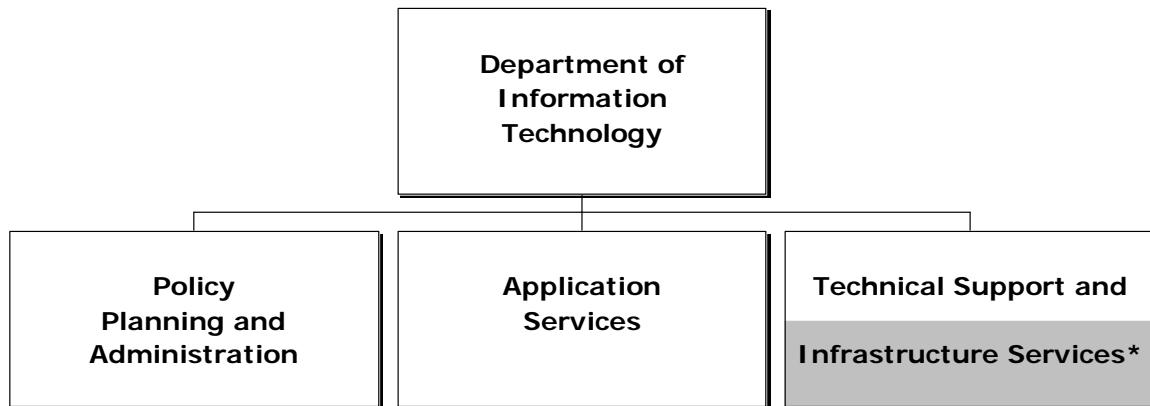 Department of
Information
Technology
Policy
Planning and
Administration
Application
Services
Technical Support and
Infrastructure Services*